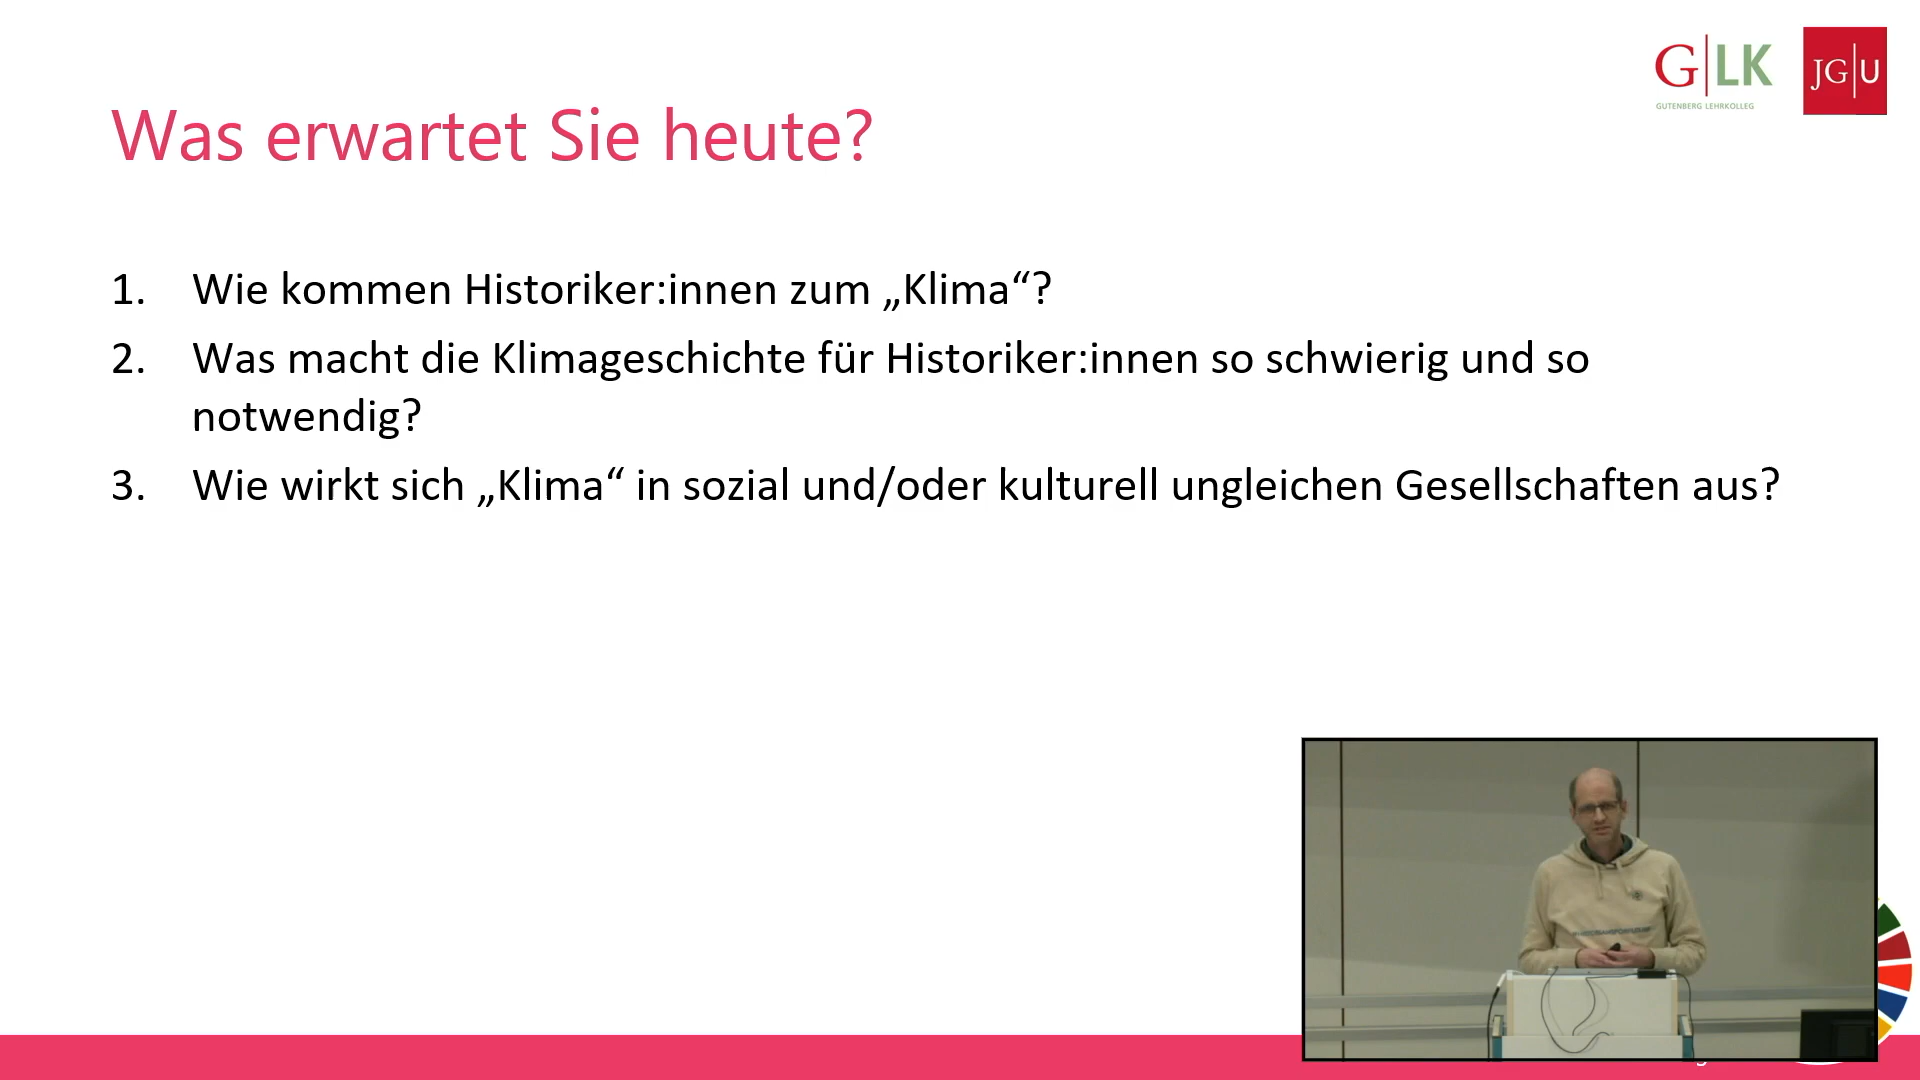 G|LK
GUTENBERG LEHRKOLLEG
JG|U
Was erwartet Sie heute?
1. Wie kommen Historiker:innen zum „Klima“?
2. Was macht die Klimageschichte für Historiker:innen so schwierig und so
notwendig?
3. Wie wirkt sich „Klima“ in sozial und/oder kulturell ungleichen Gesellschaften aus?